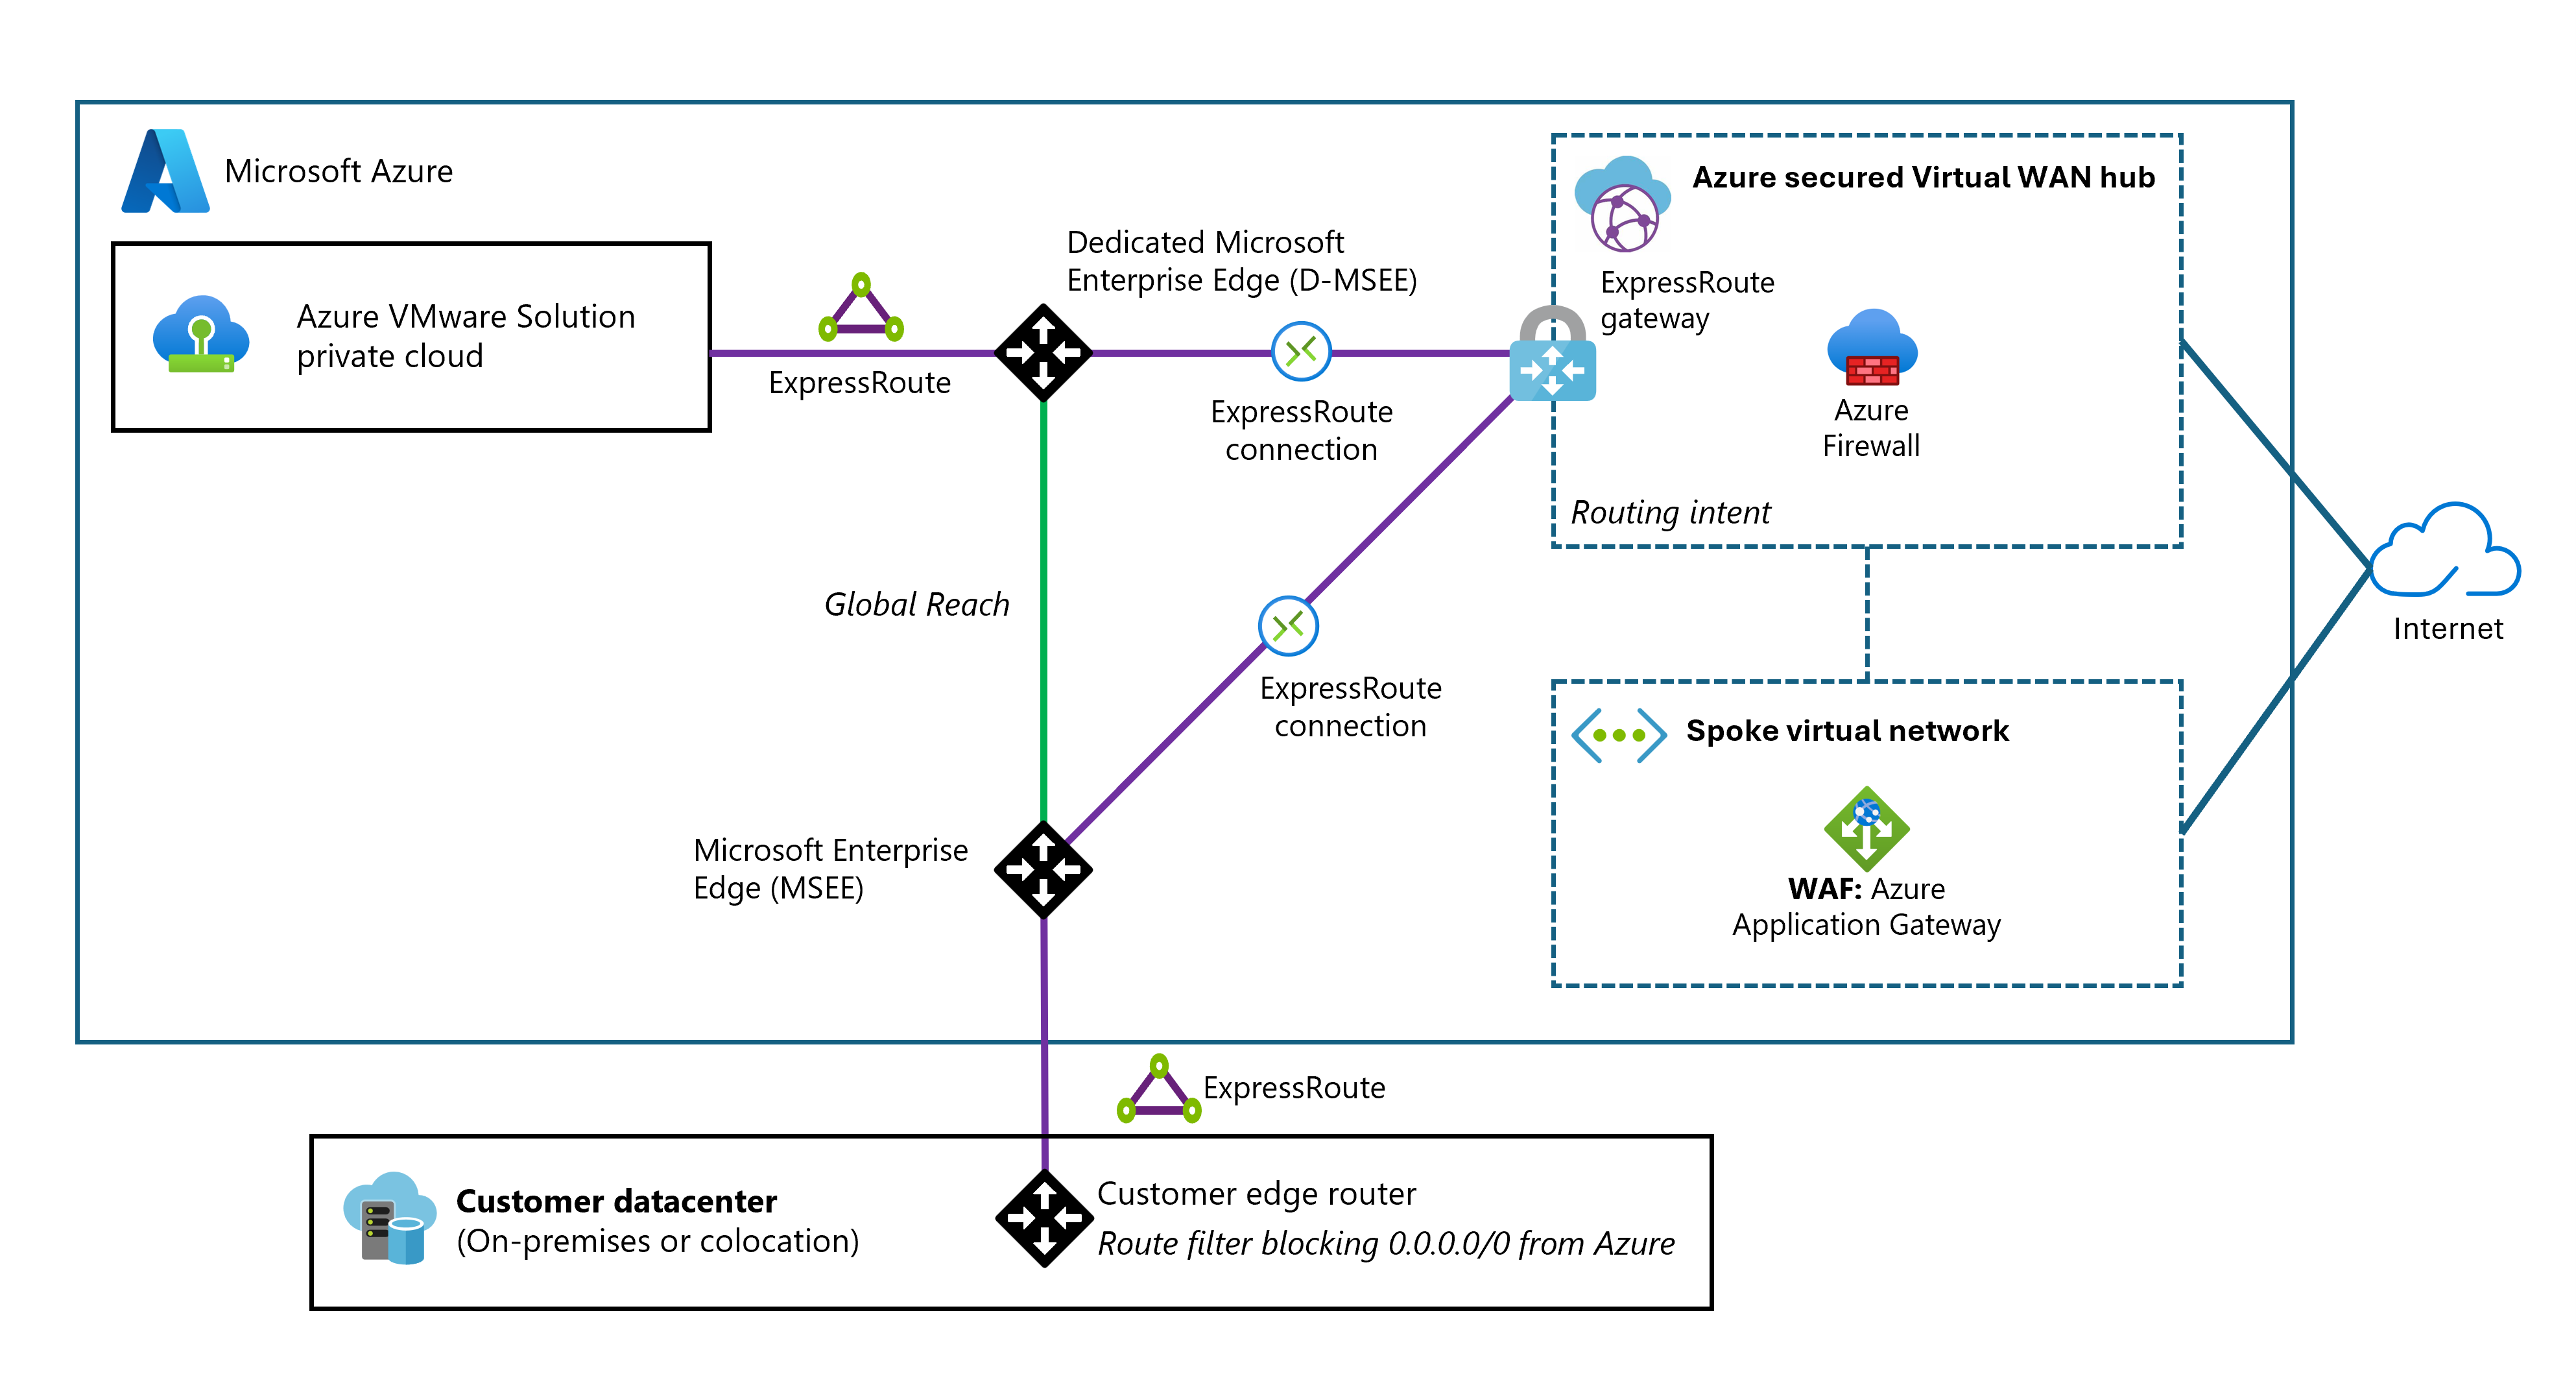 Microsoft Azure
Azure secured Virtual WAN hub
Dedicated Microsoft
Enterprise Edge (D-MSEE)
ExpressRoute
gateway
Azure VMware Solution
private cloud
ExpressRoute
ExpressRoute
connection
Azure
Firewall
Routing intent
Global Reach
Internet
ExpressRoute
connection
Spoke virtual network
Microsoft Enterprise
Edge (MSEE)
WAF: Azure
Application Gateway
ExpressRoute
Customer datacenter
(On-premises or colocation)
Customer edge router
Route filter blocking 0.0.0.0/0 from Azure